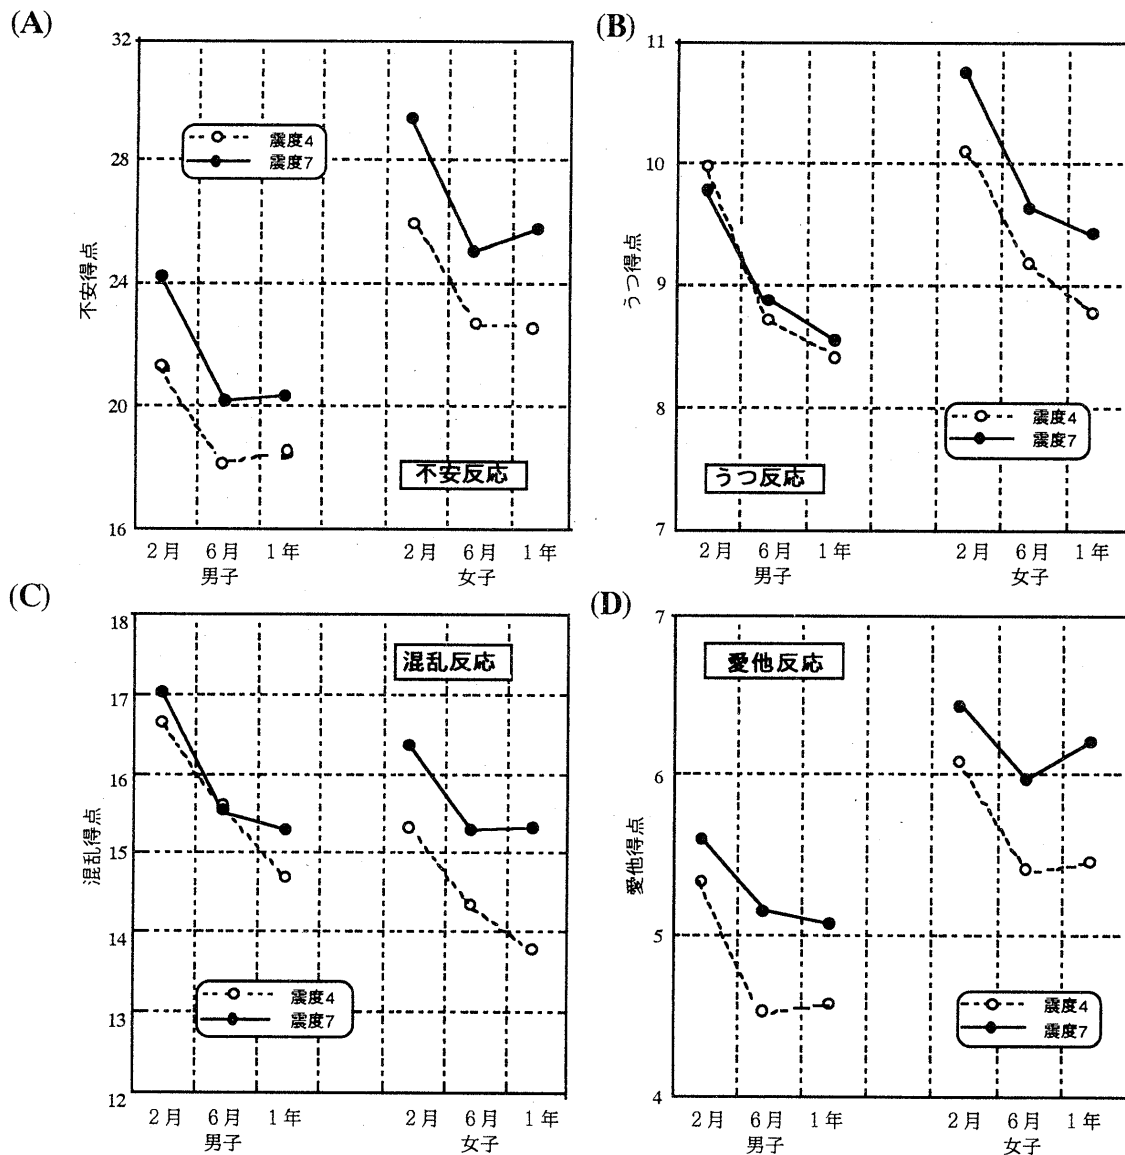 (A)
32
28
24
20
16
不安得点
震度4
震度7
不安反応
2月 6月 1年 2月 6月 1年
男子 女子
(B)
11
10
9
8
7
うつ得点
震度4
震度7
うつ反応
2月 6月 1年 2月 6月 1年
男子 女子
(C)
18
17
16
15
14
13
12
混乱得点
混乱反応
震度4
震度7
2月 6月 1年 2月 6月 1年
男子 女子
(D)
7
6
5
4
愛他得点
愛他反応
震度4
震度7
2月 6月 1年 2月 6月 1年
男子 女子